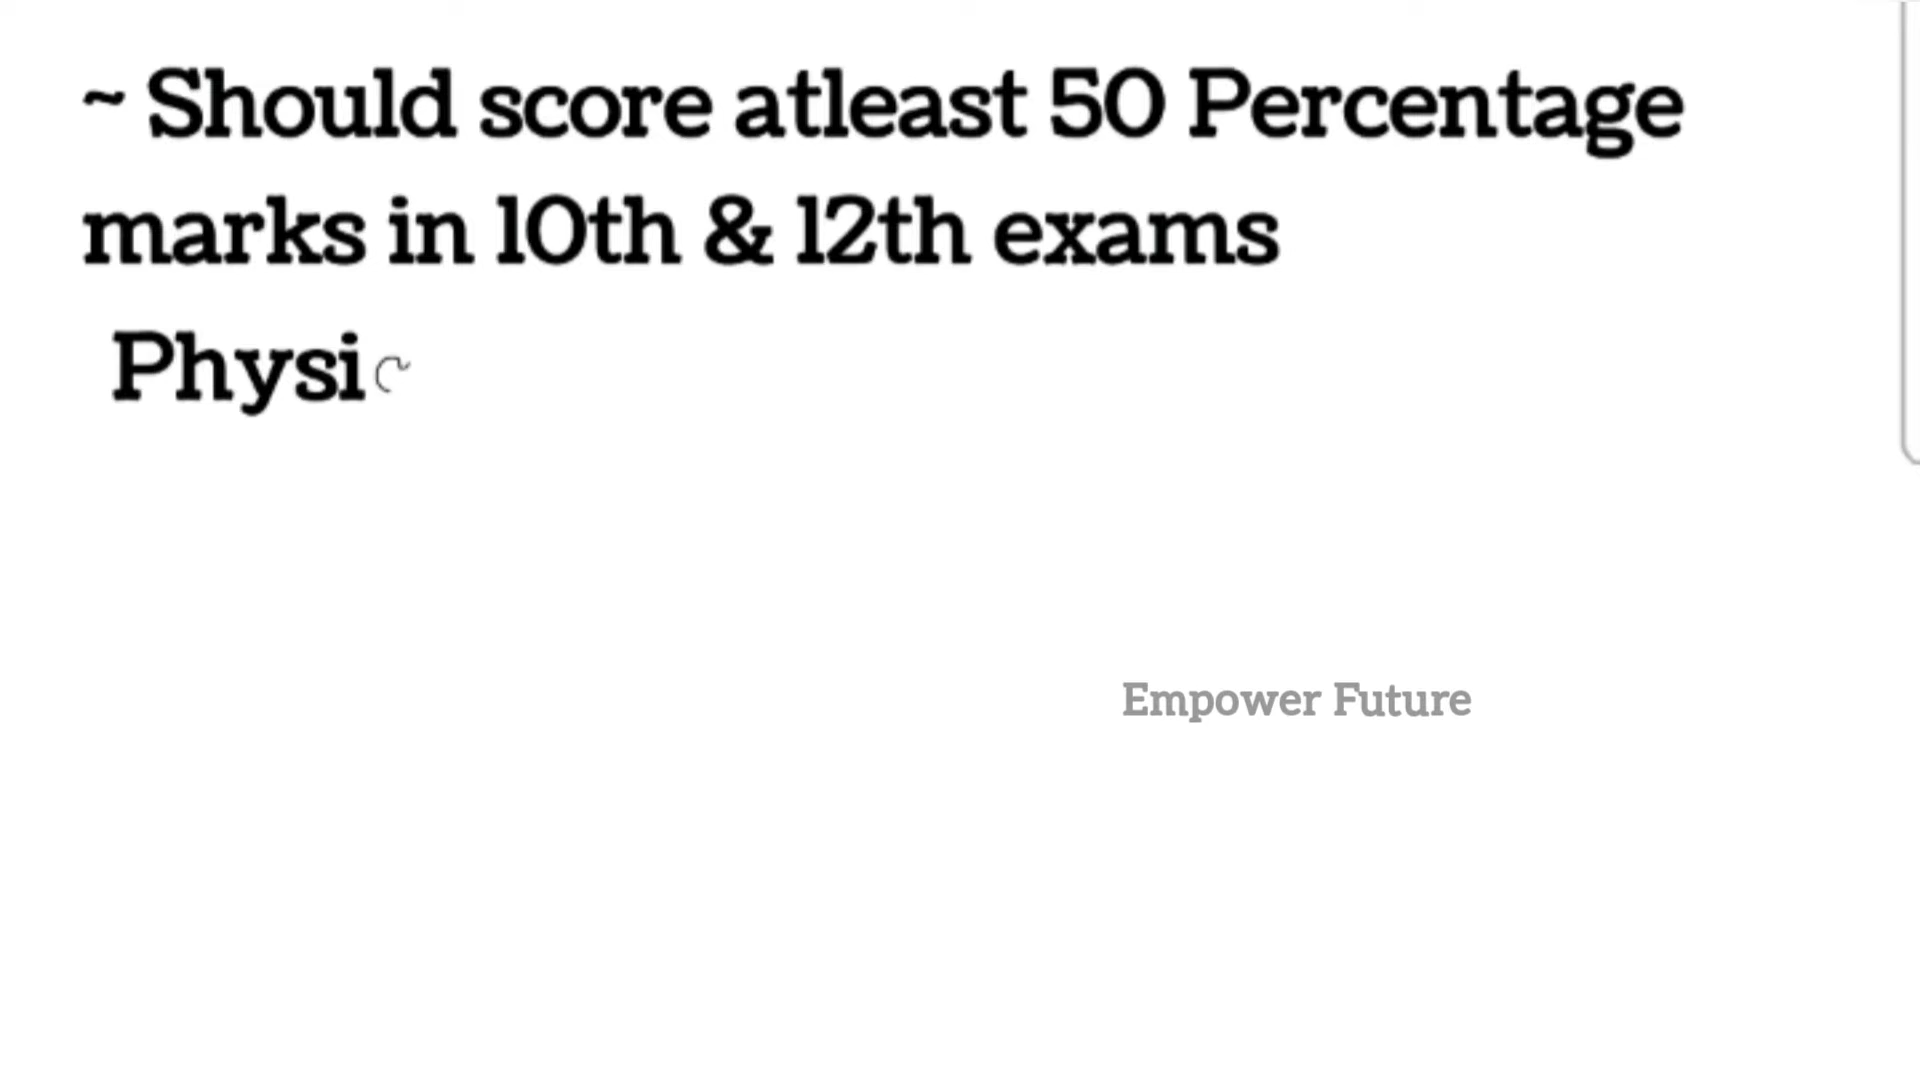 ~ Should score atleast 50 Percentage
marks in 10th & 12th exams
Physi
Empower Future